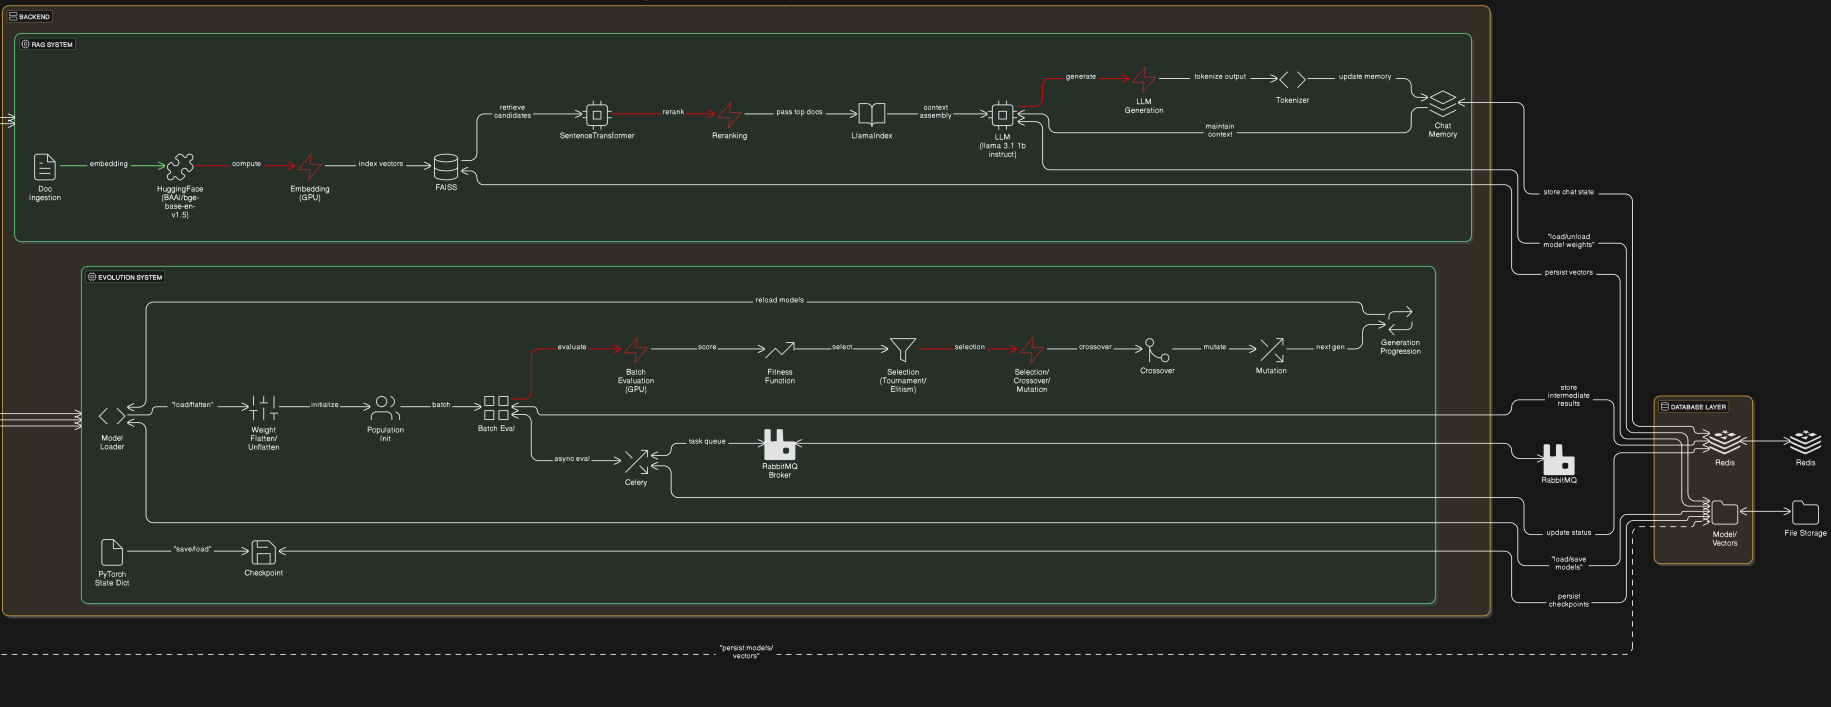 BACKEND
RAG SYSTEM
generate
LLM
Generation
tokenize output
Tokenizer
update memory
Chat
Memory
maintain
context
retrieve
candidates
SentenceTransformer
rerank
Reranking
pass top docs
LlamaIndex
context
assembly
LLM
(llama 3.1 1b
instruct)
Doc
Ingestion
embedding
HuggingFace
(BAAI/bge-
base-en-
v1.5)
compute
Embedding
(GPU)
index vectors
FAISS
store chat state
"load/unload
model weights"
persist vectors
EVOLUTION SYSTEM
reload models
evaluate
Batch
Evaluation
(GPU)
score
Fitness
Function
select
Selection
(Tournament/
Elitism)
selection
Selection/
Crossover/
Mutation
crossover
Crossover
mutate
Mutation
next gen
Generation
Progression
Model
Loader
"load/flatten"
Weight
Flatten/
Unflatten
initialize
Population
Init
batch
Batch Eval
async eval
Celery
task queue
RabbitMQ
Broker
store
intermediate
results
RabbitMQ
DATABASE LAYER
Redis
Redis
Model/
Vectors
File Storage
update status
"load/save
models"
persist
checkpoints
PyTorch
State Dict
"save/load"
Checkpoint
"persist models/
vectors"